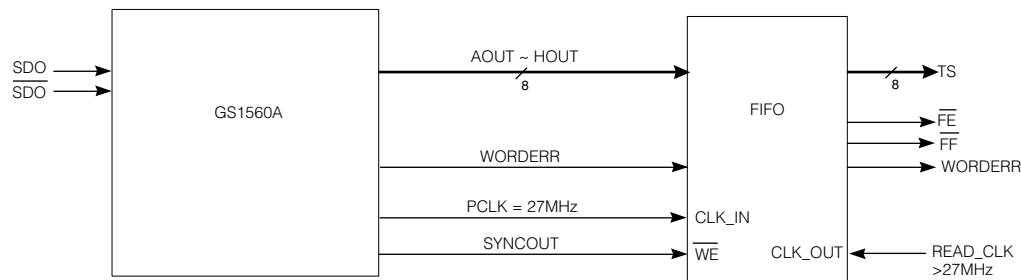 SDO
SDO
GS1560A
AOUT ~ HOUT
8
WORDERR
PCLK = 27MHz
SYNCOUT
FIFO
CLK_IN
WE
CLK_OUT
8
TS
FE
FF
WORDERR
READ_CLK
>27MHz